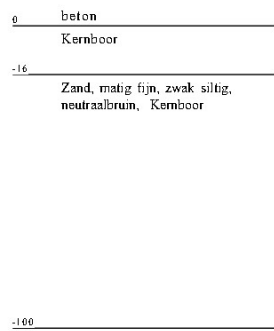 0 beton
Kernboor
-16
Zand, matig fijn, zwak siltig,
neutraalbruin, Kernboor
-100